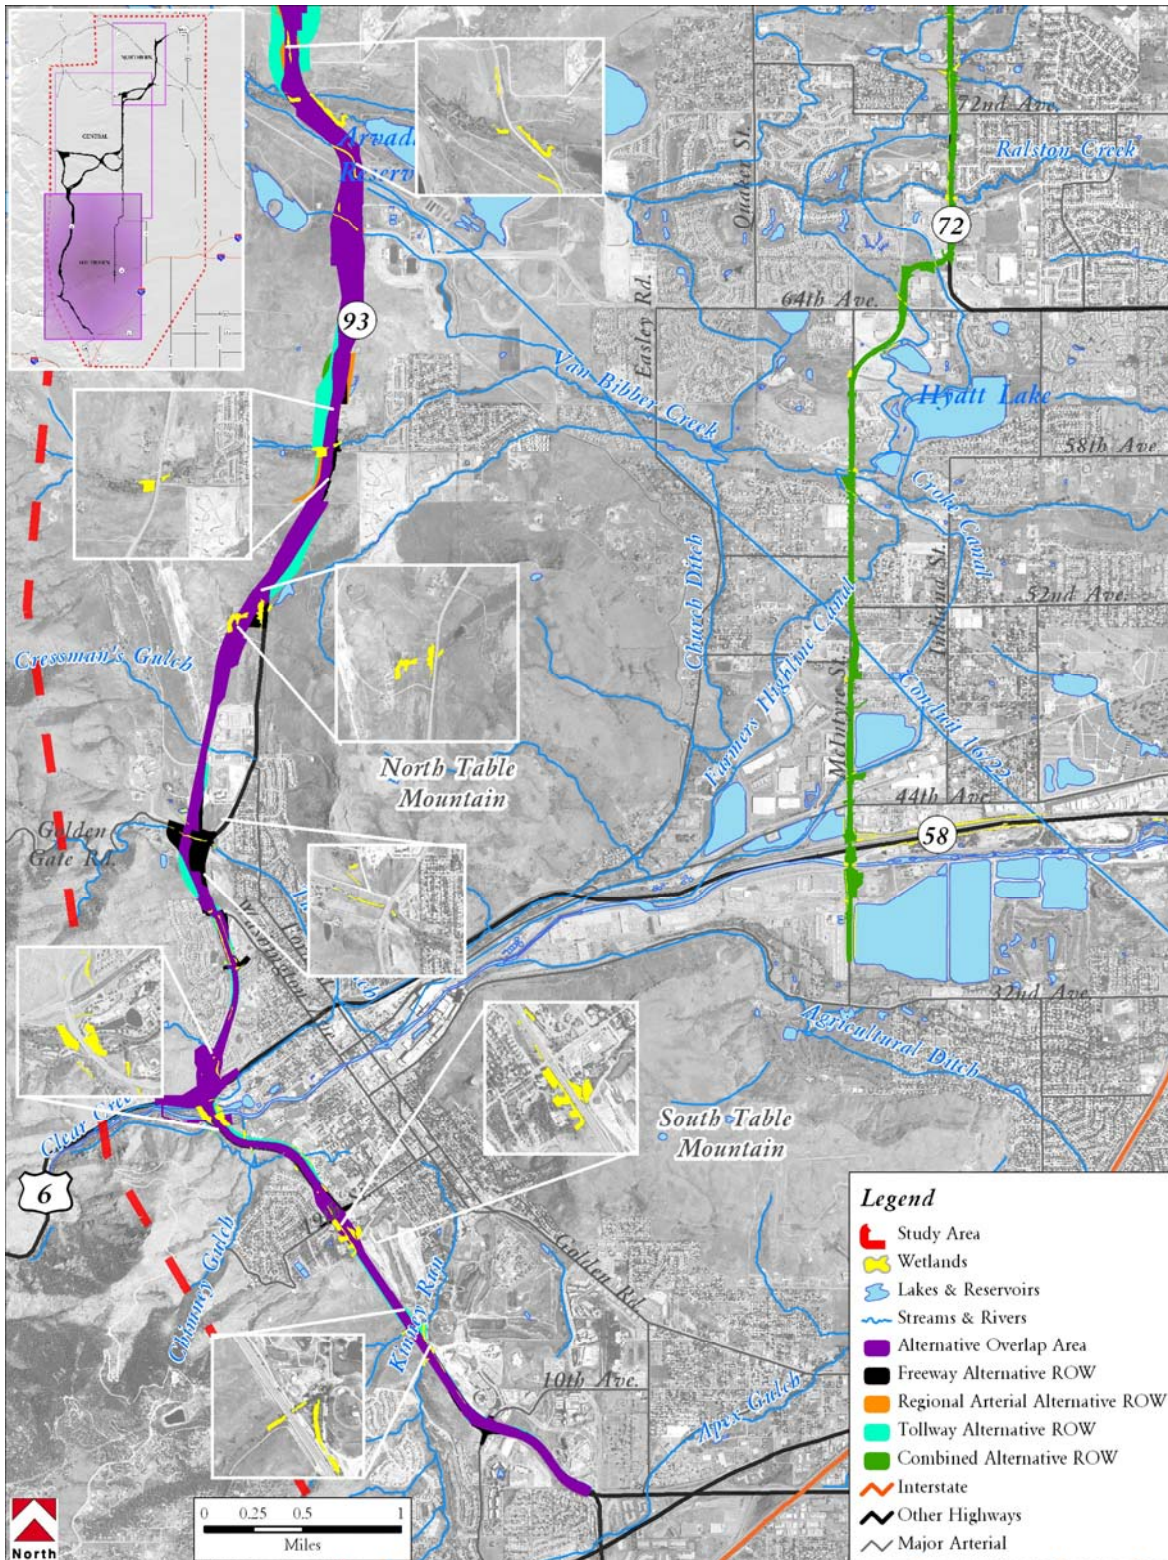 NORTHERN
CENTRAL
SOUTHERN
72nd Ave.
Arvada
Reserv
Ralston Creek
Quaker St.
72
64th Ave.
93
Easley Rd.
Van Bibber Creek
Hyatt Lake
58th Ave
Croke Canal
Church Ditch
Indiana St.
52nd Ave.
Farmers Highline Canal
Cressman's Gulch
McIntyre St.
Conduit 16/22
North Table
Mountain
44th Ave.
58
Golden
Gate Rd.
Washington
32nd Ave.
Agricultural Ditch
Clear Cree
South Table
Mountain
6
19
Chimney Gulch
Golden Rd.
Kinney Run
10th Ave.
Apex Gulch
Legend
Study Area
Wetlands
Lakes & Reservoirs
Streams & Rivers
Alternative Overlap Area
Freeway Alternative ROW
Regional Arterial Alternative ROW
Tollway Alternative ROW
Combined Alternative ROW
Interstate
Other Highways
Major Arterial
North
0 0.25 0.5 1
Miles